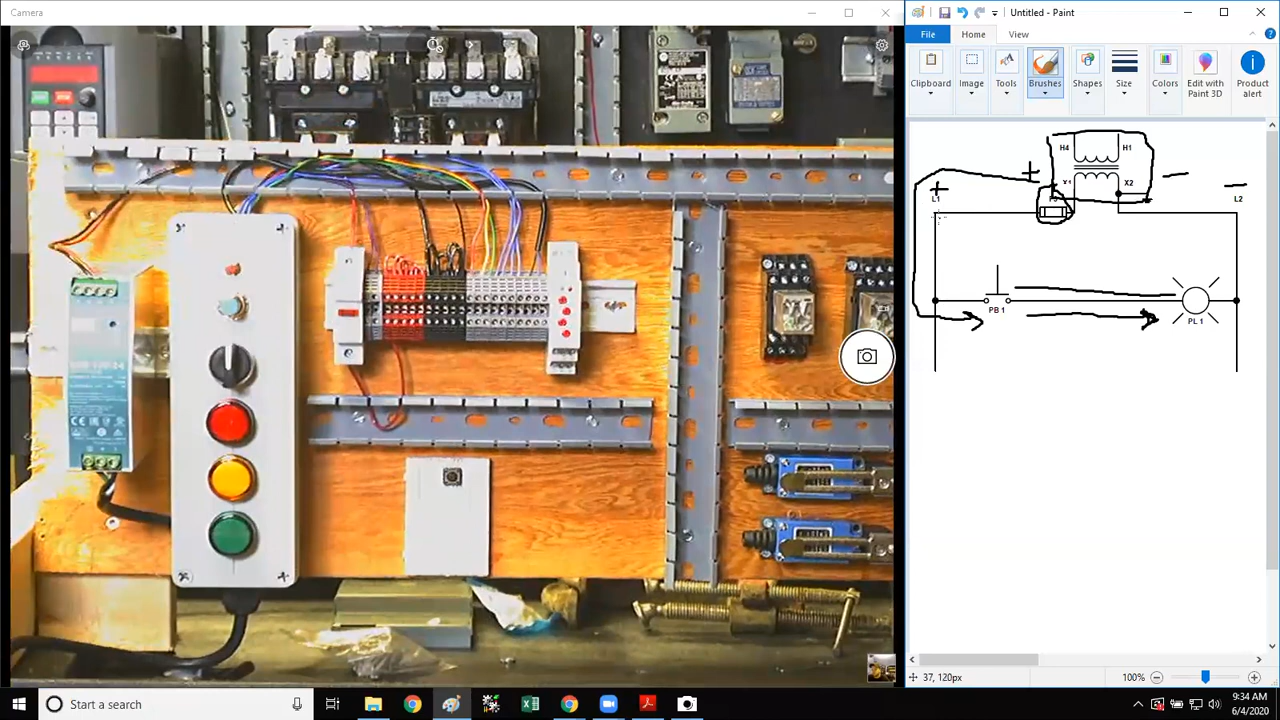 Camera
Untitled - Paint
File
Home
View
Clipboard
Image
Tools
Brushes
Shapes
Size
Colors
Edit with
Paint 3D
Product
alert
H4
H1
X1
X2
+
−
−
+
L1
L2
PB 1
PL 1
37, 120px
100%
Start a search
9:34 AM
6/4/2020